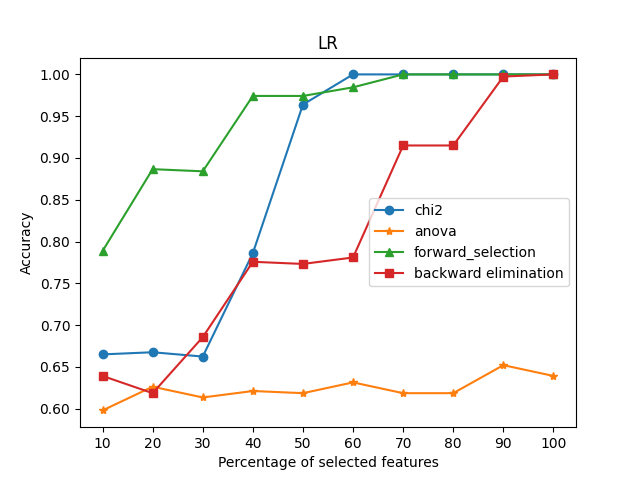 LR
Accuracy
1.00
0.95
0.90
0.85
0.80
0.75
0.70
0.65
0.60
chi2
anova
forward_selection
backward elimination
10 20 30 40 50 60 70 80 90 100
Percentage of selected features